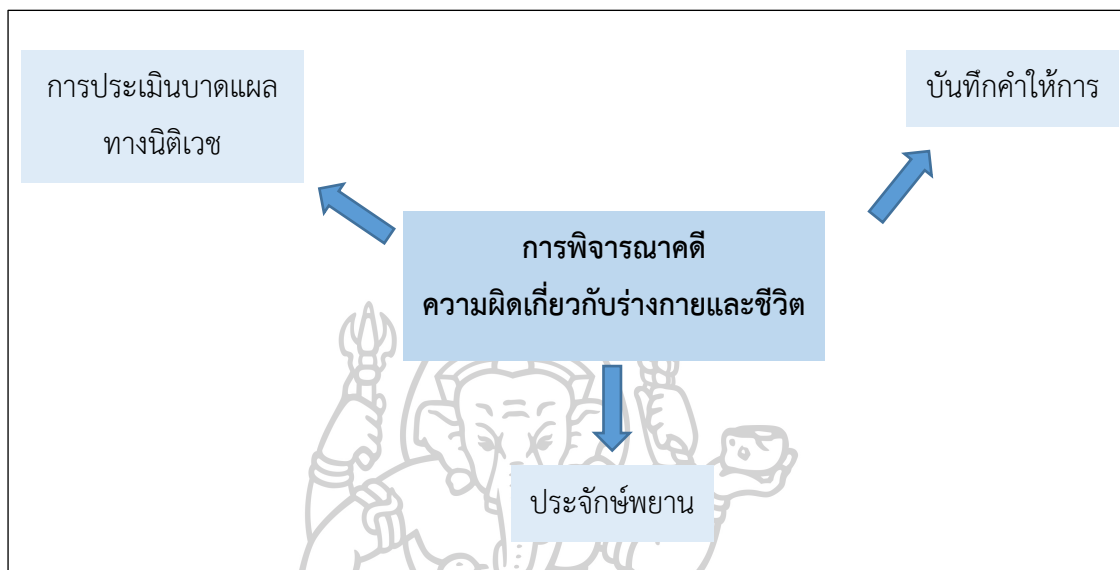 การประเมินบาดแผล
ทางนิติเวช
บันทึกคำให้การ
การพิจารณาคดี
ความผิดเกี่ยวกับร่างกายและชีวิต
ประจักษ์พยาน